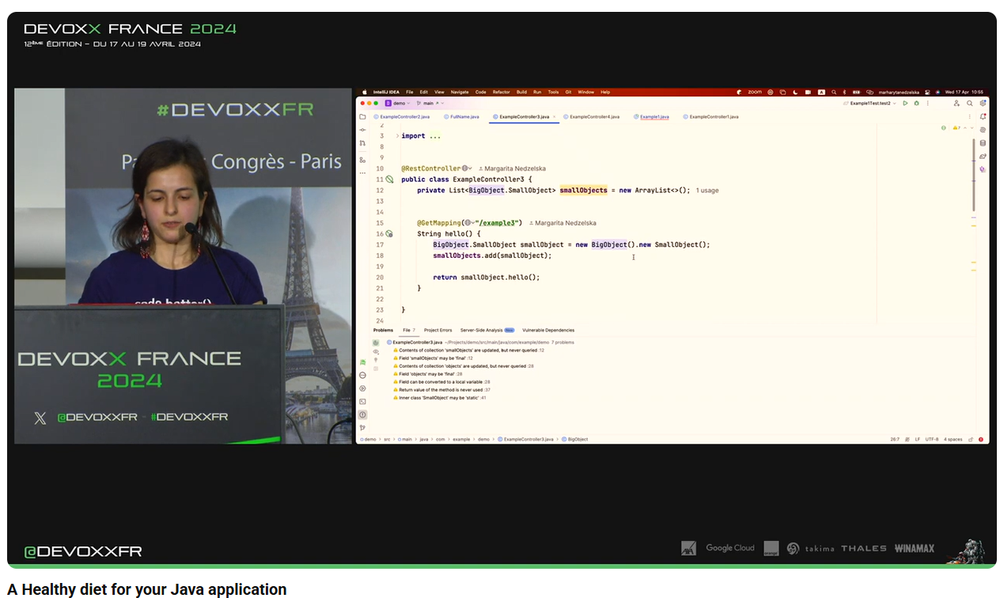 DEVOXX FRANCE 2024
12ÈME ÉDITION - DU 17 AU 19 AVRIL 2024
#DEVOXXFR
Congrès - Paris
code.better()
DEVOXX FRANCE
2024
@DEVOXXFR - #DEVOXXFR
IntelliJ IDEA File Edit View Navigate Code Refactor Build Run Tools Git Window Help
zoom
A
marharytanedzelska
Wed 17 Apr 10:55
D demo
main
Example1Test.test2
ExampleController2.java
FullName.java
ExampleController3.java
ExampleController4.java
Example1.java
ExampleController1.java
2
3 import ...
8
9
10 @RestController Margarita Nedzelska
11 public class ExampleController3 {
12 private List<BigObject.SmallObject> smallObjects = new ArrayList<>(); 1 usage
13
14
15 @GetMapping("/example3") Margarita Nedzelska
16 String hello() {
17 BigObject.SmallObject smallObject = new BigObject().new SmallObject();
18 smallObjects.add(smallObject);
19
20 return smallObject.hello();
21 }
22
23 }
24
7
Problems File 7 Project Errors Server-Side Analysis New Vulnerable Dependencies
ExampleController3.java ~/Projects/demo/src/main/java/com/example/demo 7 problems
Contents of collection 'smallObjects' are updated, but never queried :12
Field 'smallObjects' may be 'final' :12
Contents of collection 'objects' are updated, but never queried :28
Field 'objects' may be 'final' :28
Field can be converted to a local variable :28
Return value of the method is never used :37
Inner class 'SmallObject' may be 'static' :41
demo > src > main > java > com > example > demo > ExampleController3.java > BigObject
26:7 LF UTF-8 4 spaces
@DEVOXXFR
AXA
Google Cloud
takima
THALES
WINAMAX
A Healthy diet for your Java application